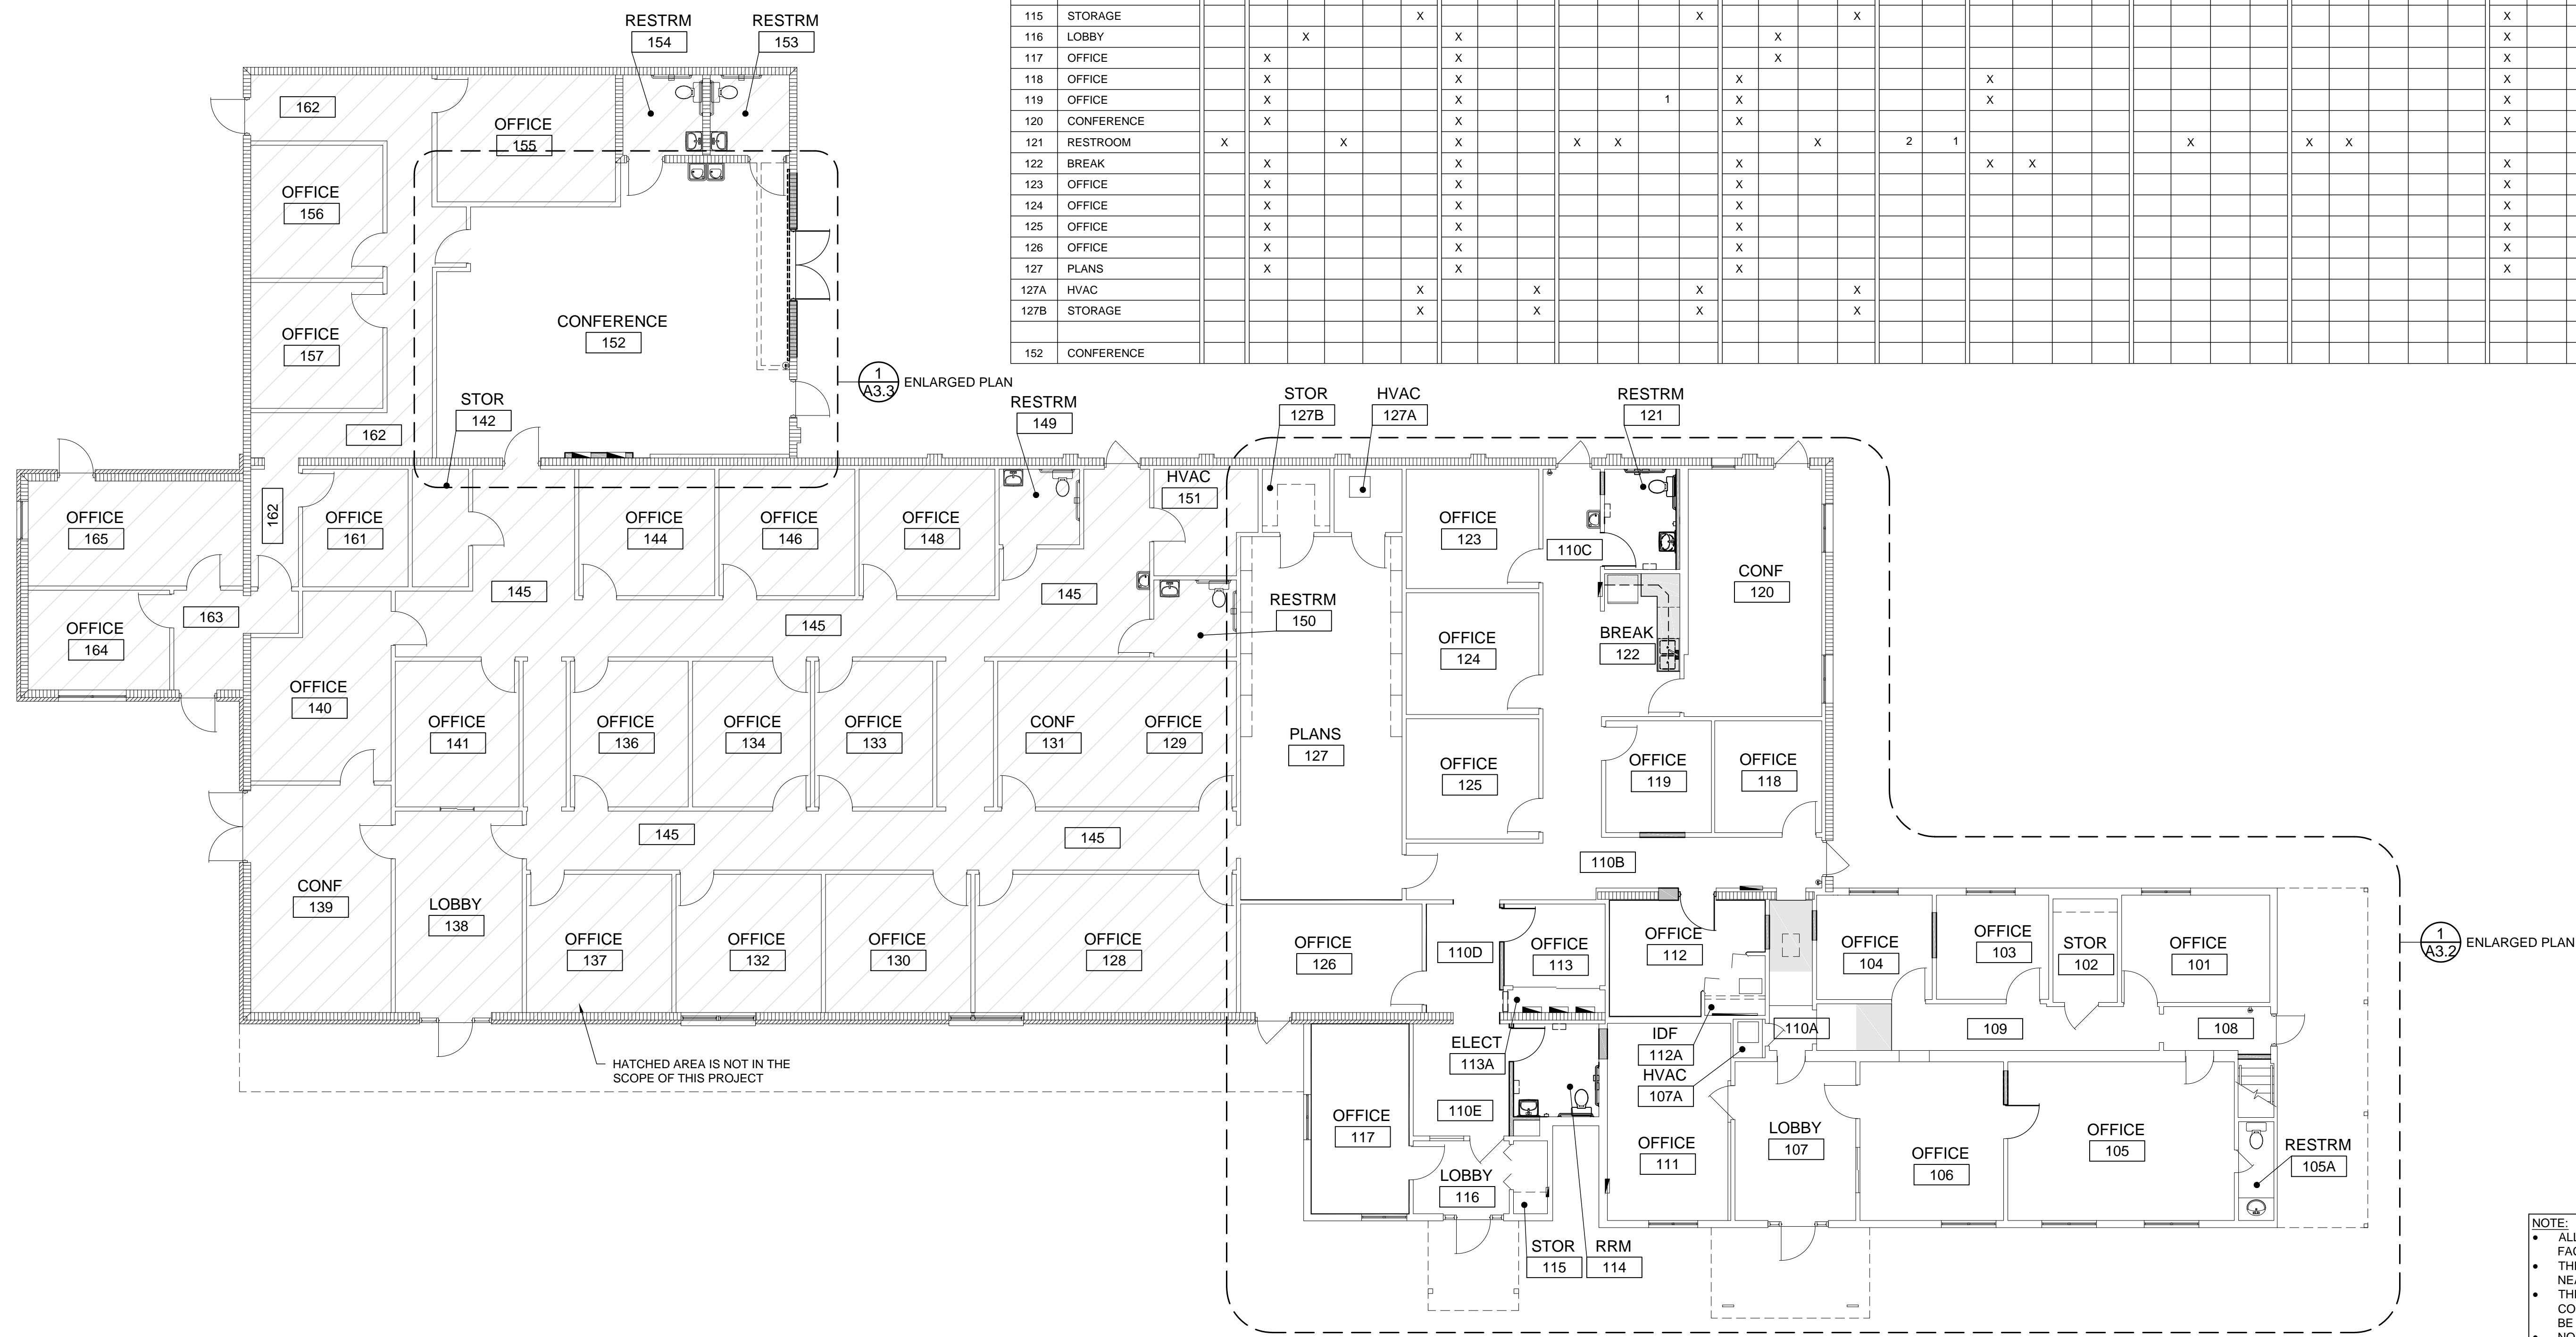 115 STORAGE X X X X
116 LOBBY X X X X
117 OFFICE X X X X
118 OFFICE X X X X X
119 OFFICE X X 1 X X X
120 CONFERENCE X X X X
121 RESTROOM X X X X X X 2 1 X X X
122 BREAK X X X X X X
123 OFFICE X X X X
124 OFFICE X X X X
125 OFFICE X X X X
126 OFFICE X X X X
127 PLANS X X X X
127A HVAC X X X X
127B STORAGE X X X X
152 CONFERENCE
RESTRM
154
RESTRM
153
162
OFFICE
155
OFFICE
156
OFFICE
157
CONFERENCE
152
1
A3.3
ENLARGED PLAN
STOR
142
162
RESTRM
149
STOR
127B
HVAC
127A
RESTRM
121
HVAC
151
OFFICE
165
162
OFFICE
161
OFFICE
144
OFFICE
146
OFFICE
148
OFFICE
123
110C
CONF
120
145
145
145
RESTRM
150
163
OFFICE
164
OFFICE
124
BREAK
122
OFFICE
140
OFFICE
141
OFFICE
136
OFFICE
134
OFFICE
133
CONF
131
OFFICE
129
PLANS
127
OFFICE
125
OFFICE
119
OFFICE
118
145
145
110B
CONF
139
LOBBY
138
OFFICE
137
OFFICE
132
OFFICE
130
OFFICE
128
OFFICE
126
110D
OFFICE
113
OFFICE
112
OFFICE
104
OFFICE
103
STOR
102
OFFICE
101
1
A3.2
ENLARGED PLAN
HATCHED AREA IS NOT IN THE
SCOPE OF THIS PROJECT
ELECT
113A
IDF
112A
HVAC
107A
110A
109
108
110E
OFFICE
117
LOBBY
116
OFFICE
111
LOBBY
107
OFFICE
106
OFFICE
105
RESTRM
105A
STOR
115
RRM
114
NOTE: